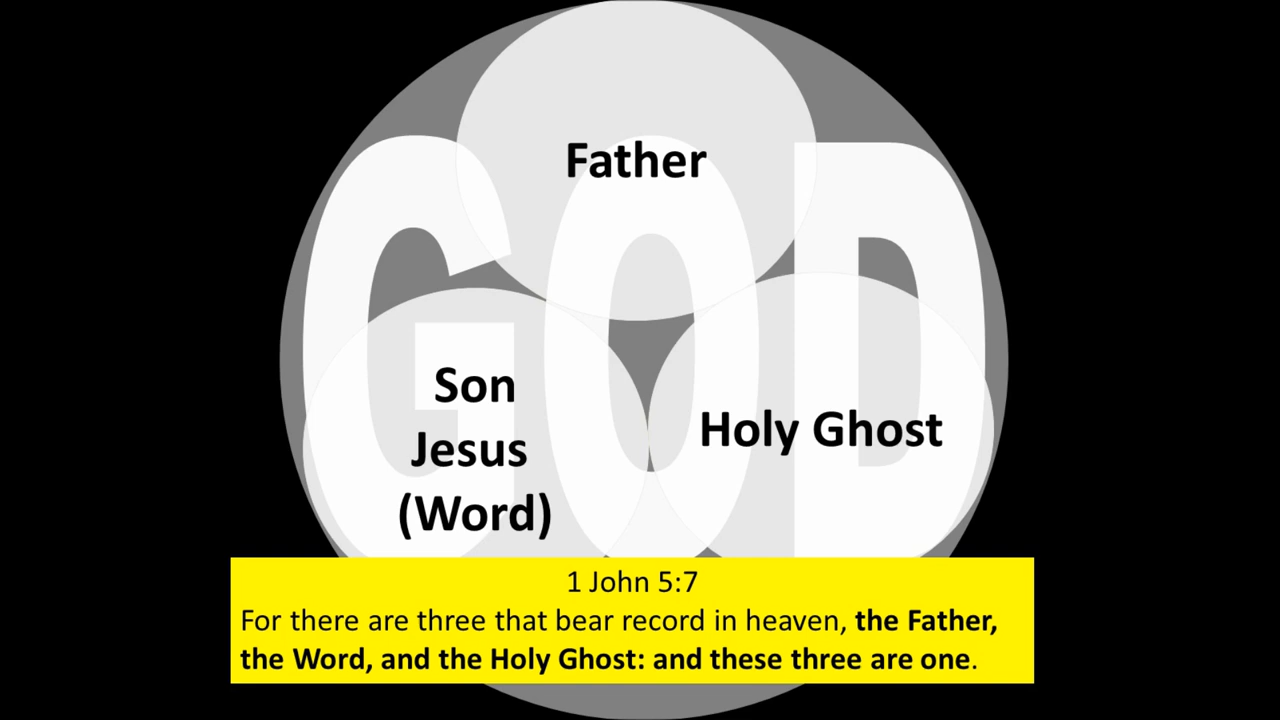 GOD
Father
Son
Jesus
(Word)
Holy Ghost
1 John 5:7
For there are three that bear record in heaven, the Father,
the Word, and the Holy Ghost: and these three are one.